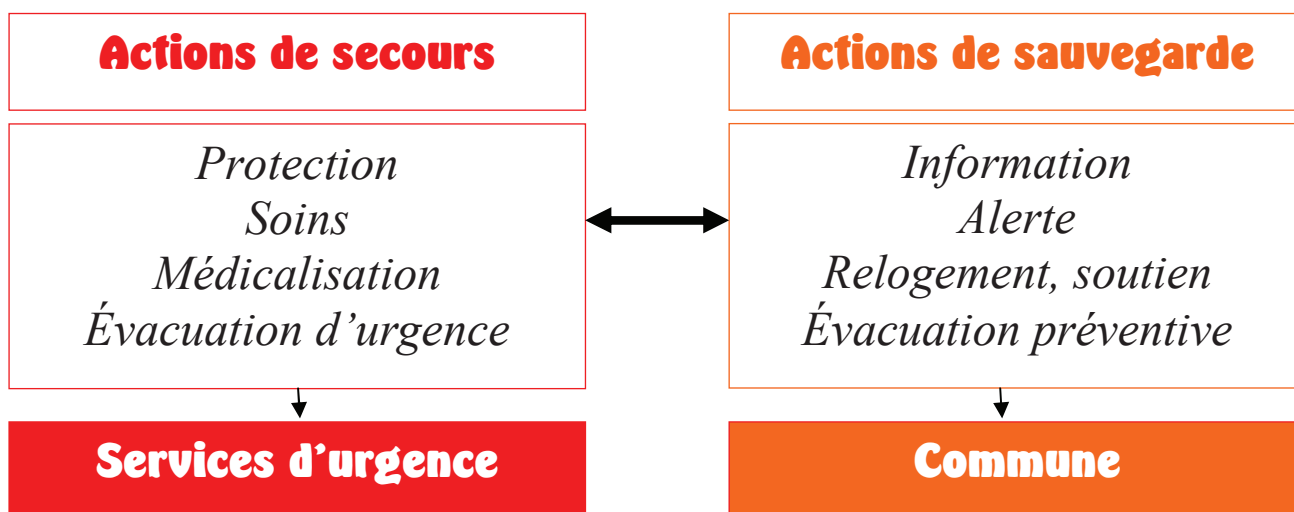 Actions de secours
Protection
Soins
Médicalisation
Évacuation d’urgence
Services d’urgence
Actions de sauvegarde
Information
Alerte
Relogement, soutien
Évacuation préventive
Commune